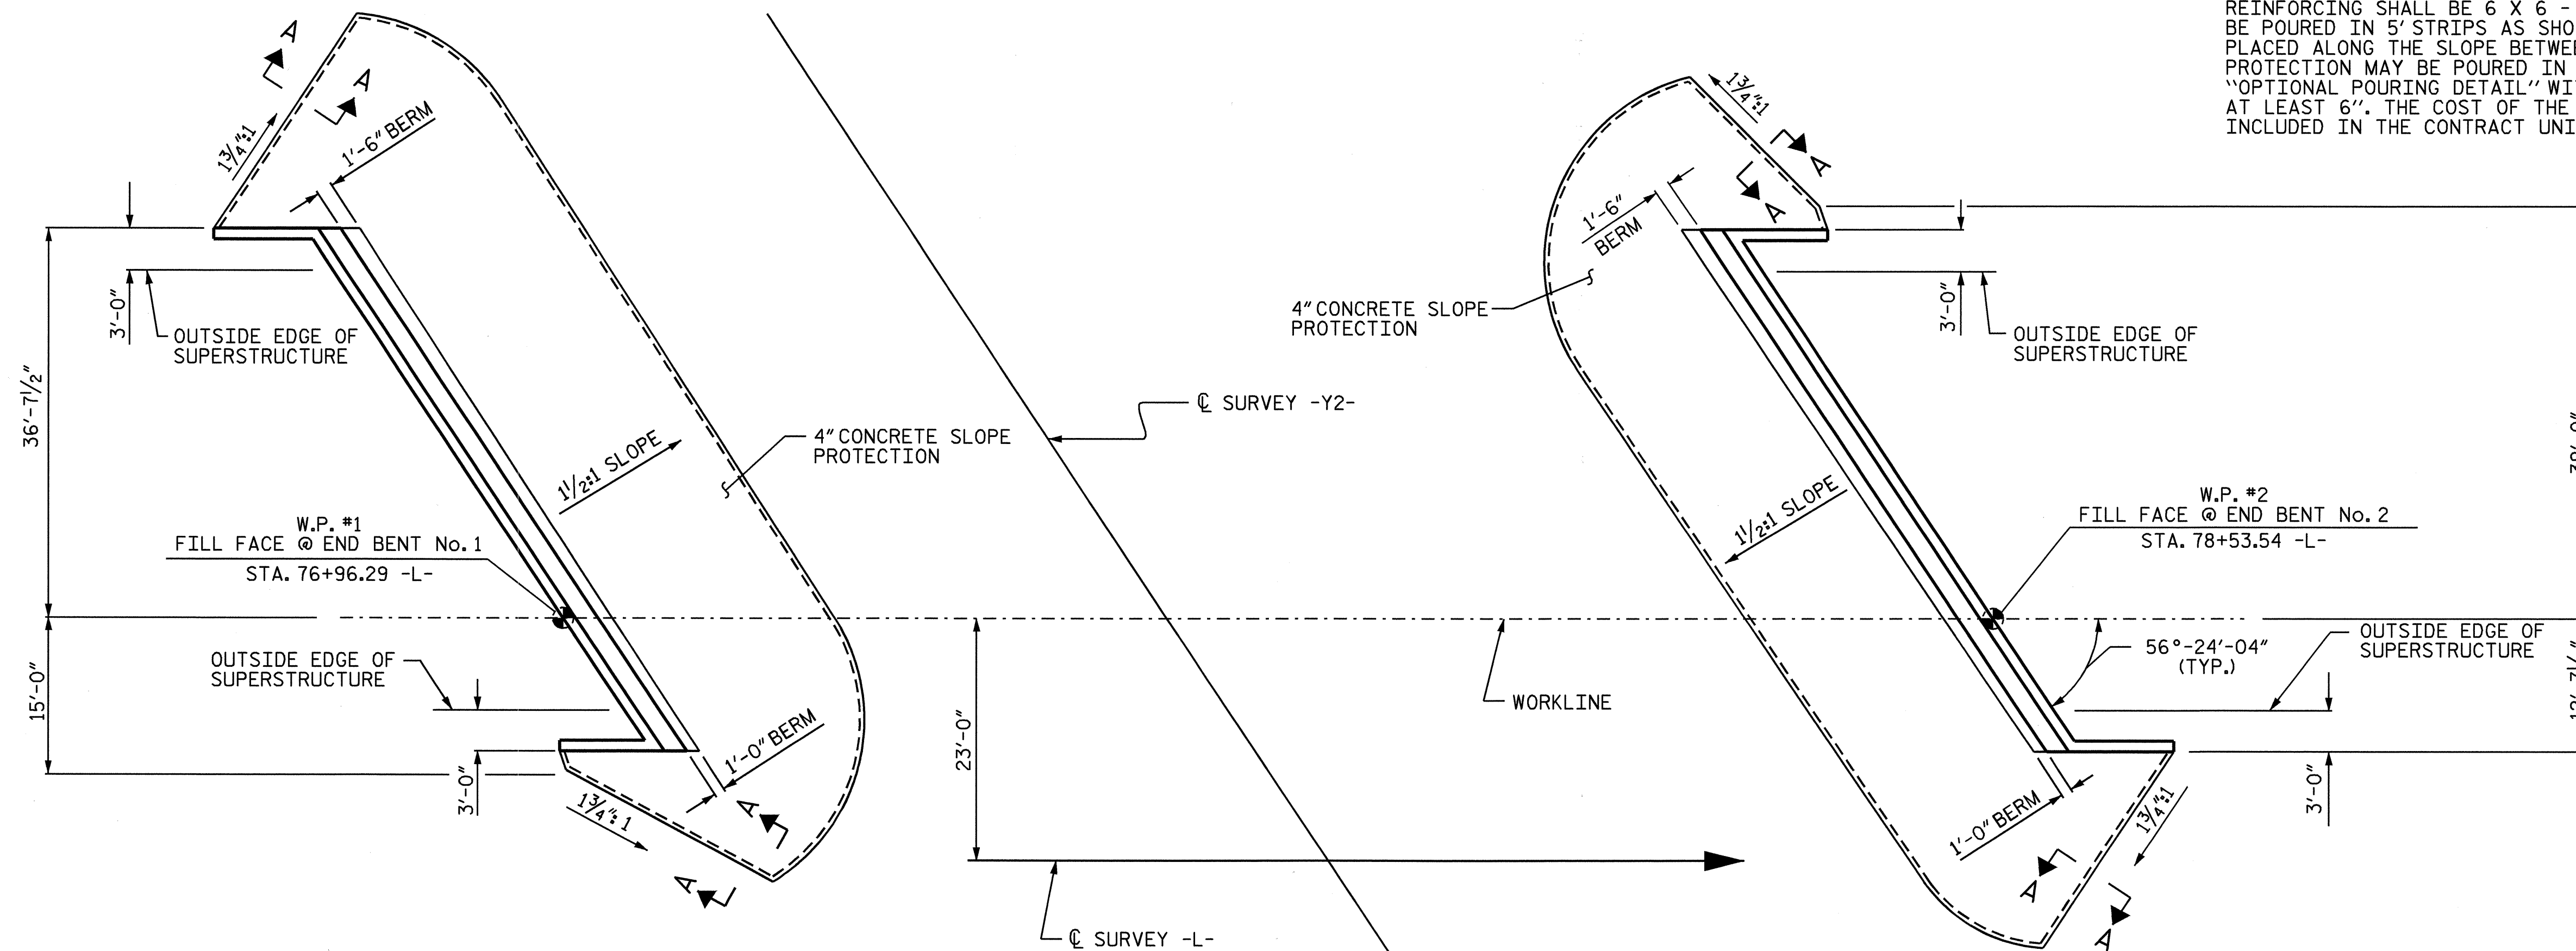 REINFORCING SHALL BE 6 X 6 -
BE POURED IN 5' STRIPS AS
PLACED ALONG THE SLOPE
PROTECTION MAY BE POURED IN
"OPTIONAL POURING DETAIL"
AT LEAST 6". THE COST OF THE
INCLUDED IN THE CONTRACT
A
A
1¾":1
1'-6" BERM
3'-0"
OUTSIDE EDGE OF
SUPERSTRUCTURE
36'-7½"
15'-0"
W.P. #1
FILL FACE @ END BENT No. 1
STA. 76+96.29 -L-
OUTSIDE EDGE OF
SUPERSTRUCTURE
3'-0"
1¾":1
1½:1 SLOPE
4" CONCRETE SLOPE
PROTECTION
1'-0" BERM
A
A
℄ SURVEY -Y2-
23'-0"
℄ SURVEY -L-
WORKLINE
1¾":1
A
A
1'-6"
BERM
4" CONCRETE SLOPE
PROTECTION
3'-0"
OUTSIDE EDGE OF
SUPERSTRUCTURE
1½:1 SLOPE
W.P. #2
FILL FACE @ END BENT No. 2
STA. 78+53.54 -L-
56°-24'-04"
(TYP.)
OUTSIDE EDGE OF
SUPERSTRUCTURE
1'-0" BERM
1¾":1
3'-0"
A
A